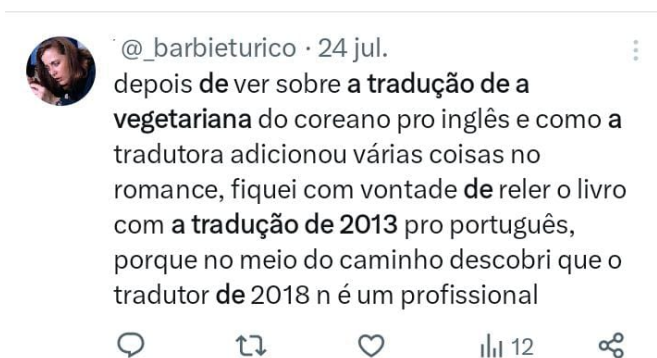 @_barbieturico · 24 jul.
depois de ver sobre a tradução de a
vegetariana do coreano pro inglês e como a
tradutora adicionou várias coisas no
romance, fiquei com vontade de reler o livro
com a tradução de 2013 pro português,
porque no meio do caminho descobri que o
tradutor de 2018 n é um profissional
12